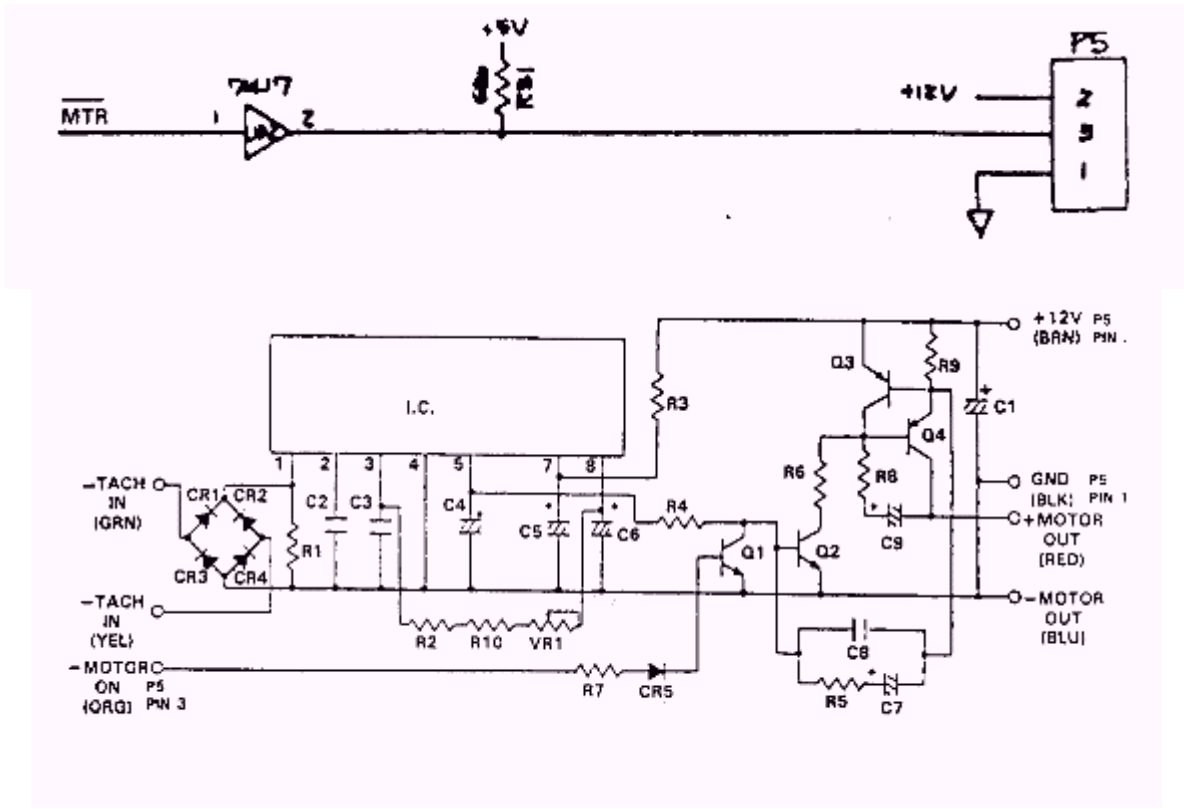 +5V
P5
7417
MTR
1
2
R31
+12V
2
3
1
+12V P5
(BRN) PIN
Q3
R9
I.C.
R3
C1
Q4
1 2 3 4 5 7 8
-TACH
IN
(GRN)
CR1
CR2
C2
C3
C4
R6
R8
GND P5
(BLK) PIN 1
R4
R1
C5
C6
C9
+MOTOR
OUT
(RED)
CR3
CR4
Q1
Q2
-TACH
IN
(YEL)
-MOTOR
OUT
(BLU)
R2
R10
VR1
C8
-MOTOR
ON P5
(ORG) PIN 3
R7
CR5
R5
C7